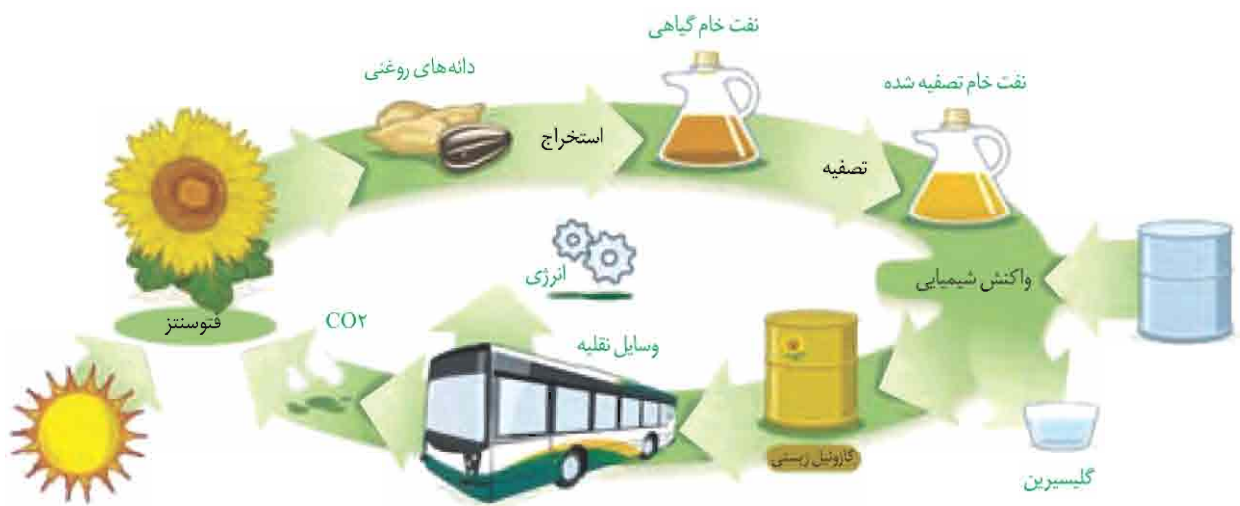 نفت خام گیاهی
دانه‌های روغنی
نفت خام تصفیه شده
استخراج
تصفیه
واکنش شیمیایی
انرژی
فتوسنتز
CO۲
وسایل نقلیه
گازوئیل زیستی
گلیسیرین